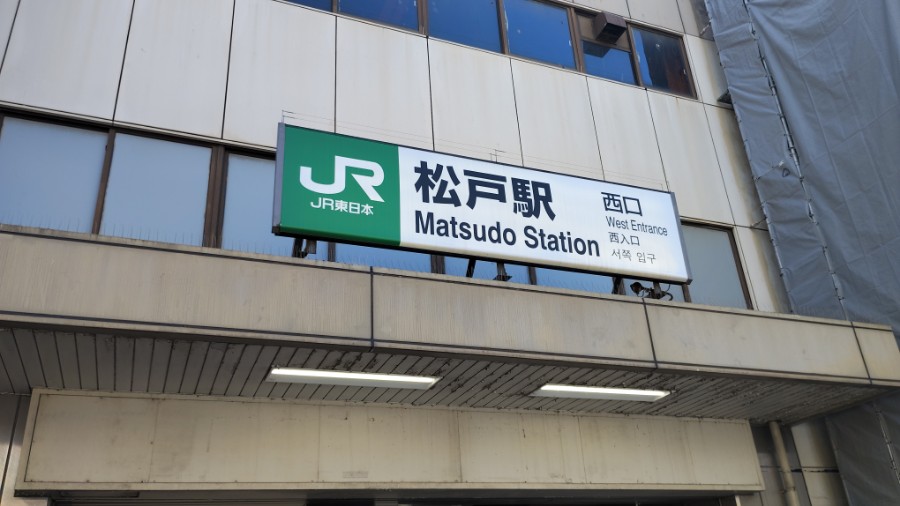 JR
JR東日本
松戸駅
Matsudo Station
西口
West Entrance
西入口
서쪽 입구